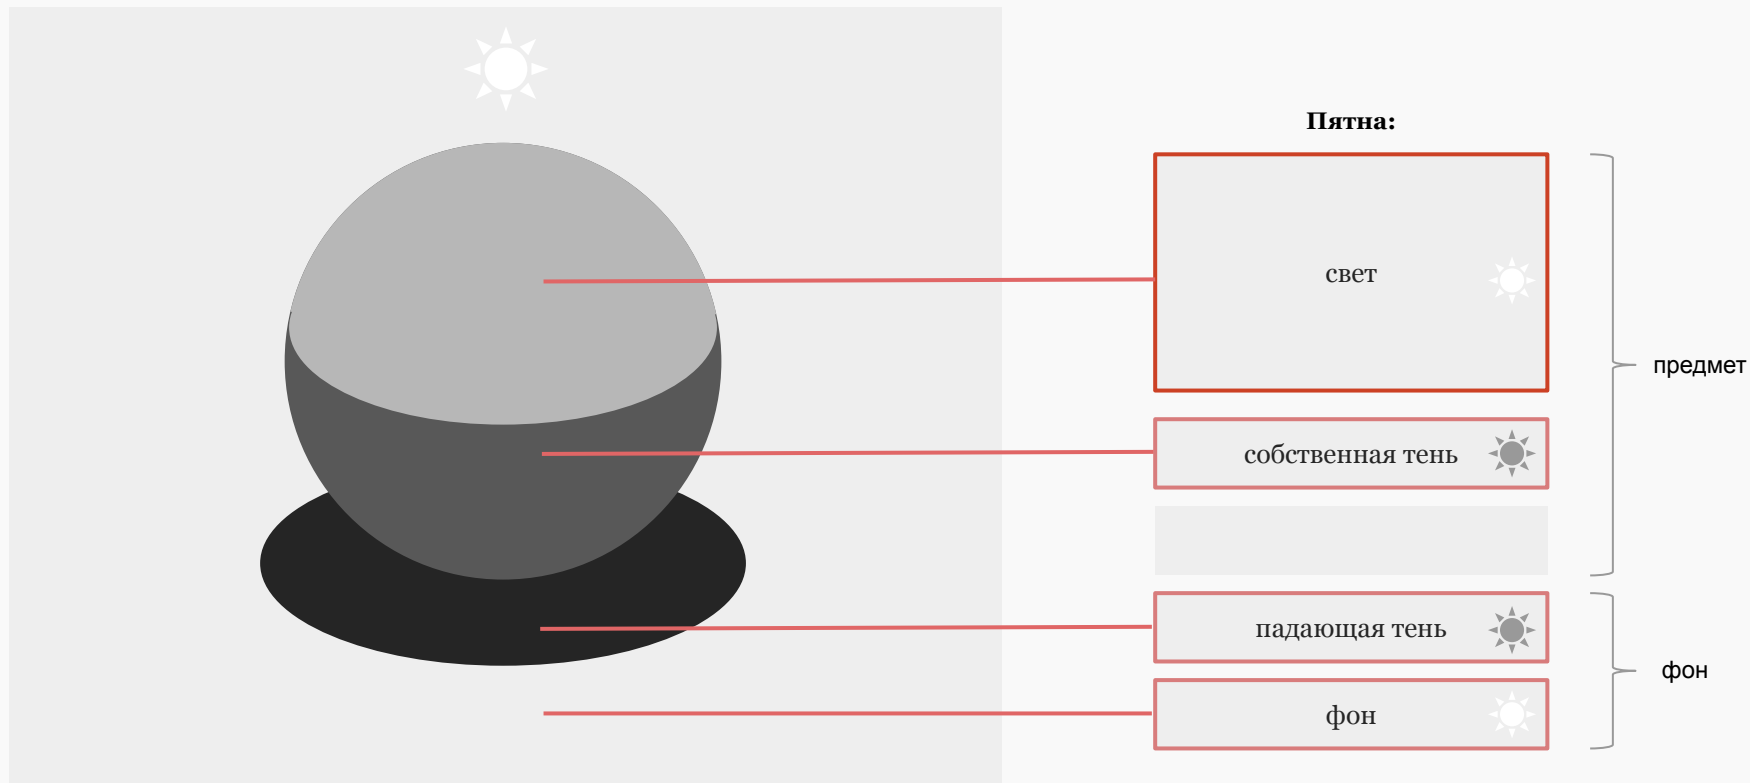 Пятна:
свет
предмет
собственная тень
падающая тень
фон
фон